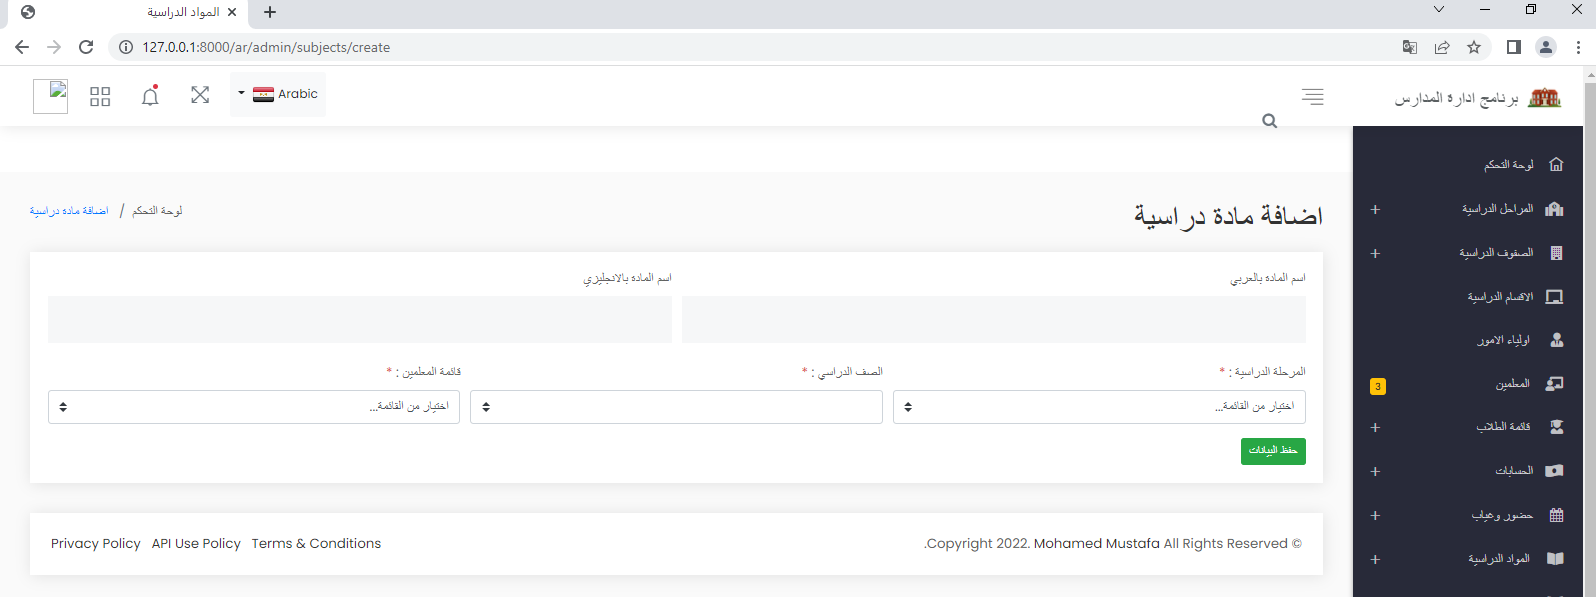 المواد الدراسية
127.0.0.1:8000/ar/admin/subjects/create
برنامج ادارة المدارس
Arabic
لوحة التحكم
المراحل الدراسية
الصفوف الدراسية
الاقسام الدراسية
اولياء الامور
المعلمين
3
قائمة الطلاب
الحسابات
حضور وغياب
المواد الدراسية
اضافة مادة دراسية
لوحة التحكم / اضافة مادة دراسية
اسم المادة بالعربي
اسم المادة بالانجليزي
المرحلة الدراسية : *
الصف الدراسي : *
قائمة المعلمين : *
اختيار من القائمة...
اختيار من القائمة...
حفظ البيانات
.Copyright 2022. Mohamed Mustafa All Rights Reserved ©
Privacy Policy API Use Policy Terms & Conditions